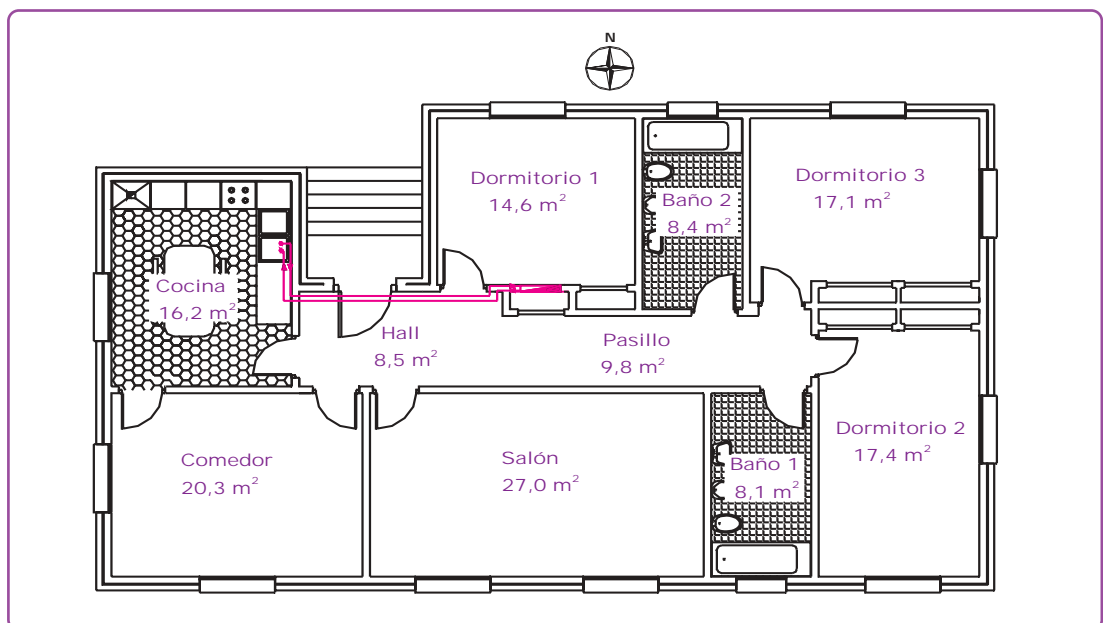 N
Dormitorio 1
14,6 m²
Baño 2
8,4 m²
Dormitorio 3
17,1 m²
Cocina
16,2 m²
Hall
8,5 m²
Pasillo
9,8 m²
Comedor
20,3 m²
Salón
27,0 m²
Baño 1
8,1 m²
Dormitorio 2
17,4 m²